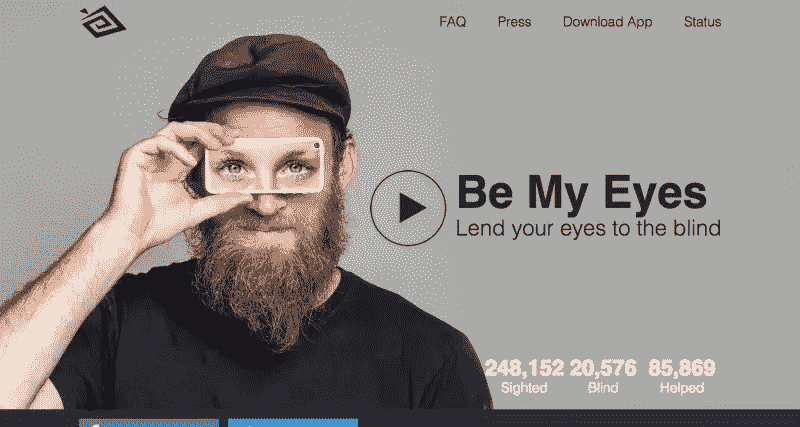 FAQ Press Download App Status
Be My Eyes
Lend your eyes to the blind
248,152 20,576 85,869
Sighted Blind Helped